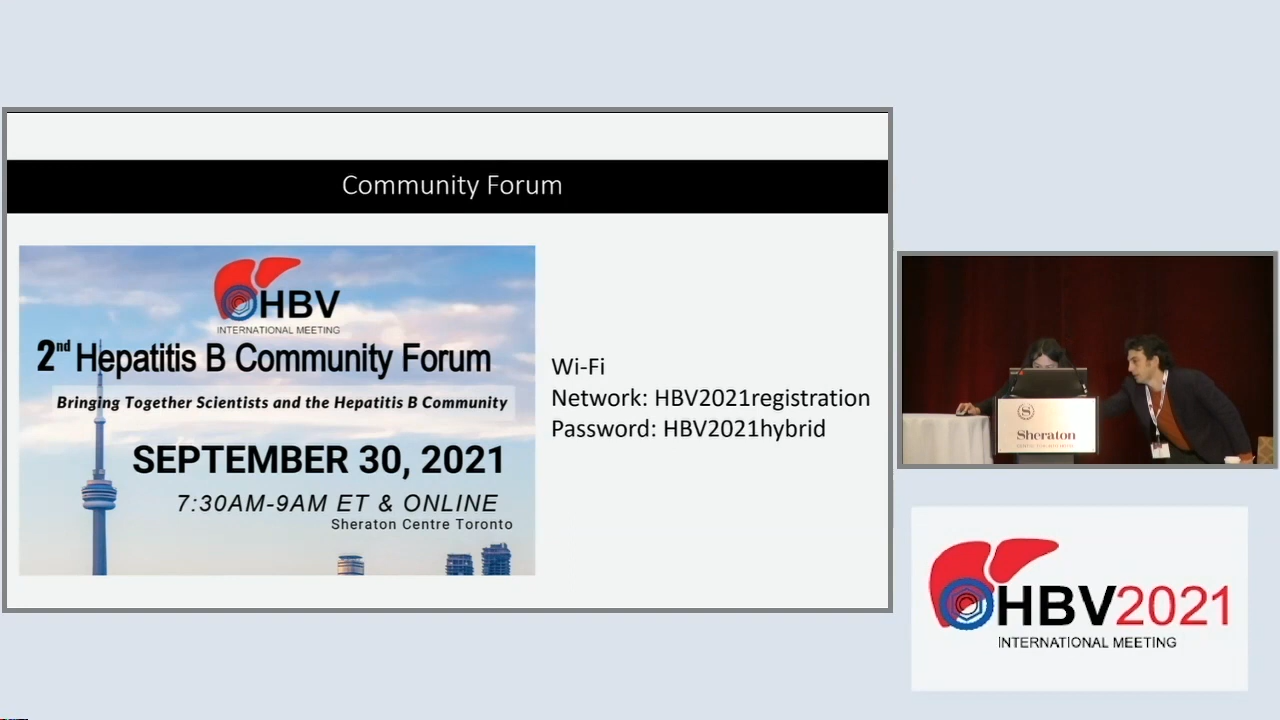 Community Forum
HBV
INTERNATIONAL MEETING
2nd Hepatitis B Community Forum
Bringing Together Scientists and the Hepatitis B Community
SEPTEMBER 30, 2021
7:30AM-9AM ET & ONLINE
Sheraton Centre Toronto
Wi-Fi
Network: HBV2021registration
Password: HBV2021hybrid
Sheraton
HBV2021
INTERNATIONAL MEETING